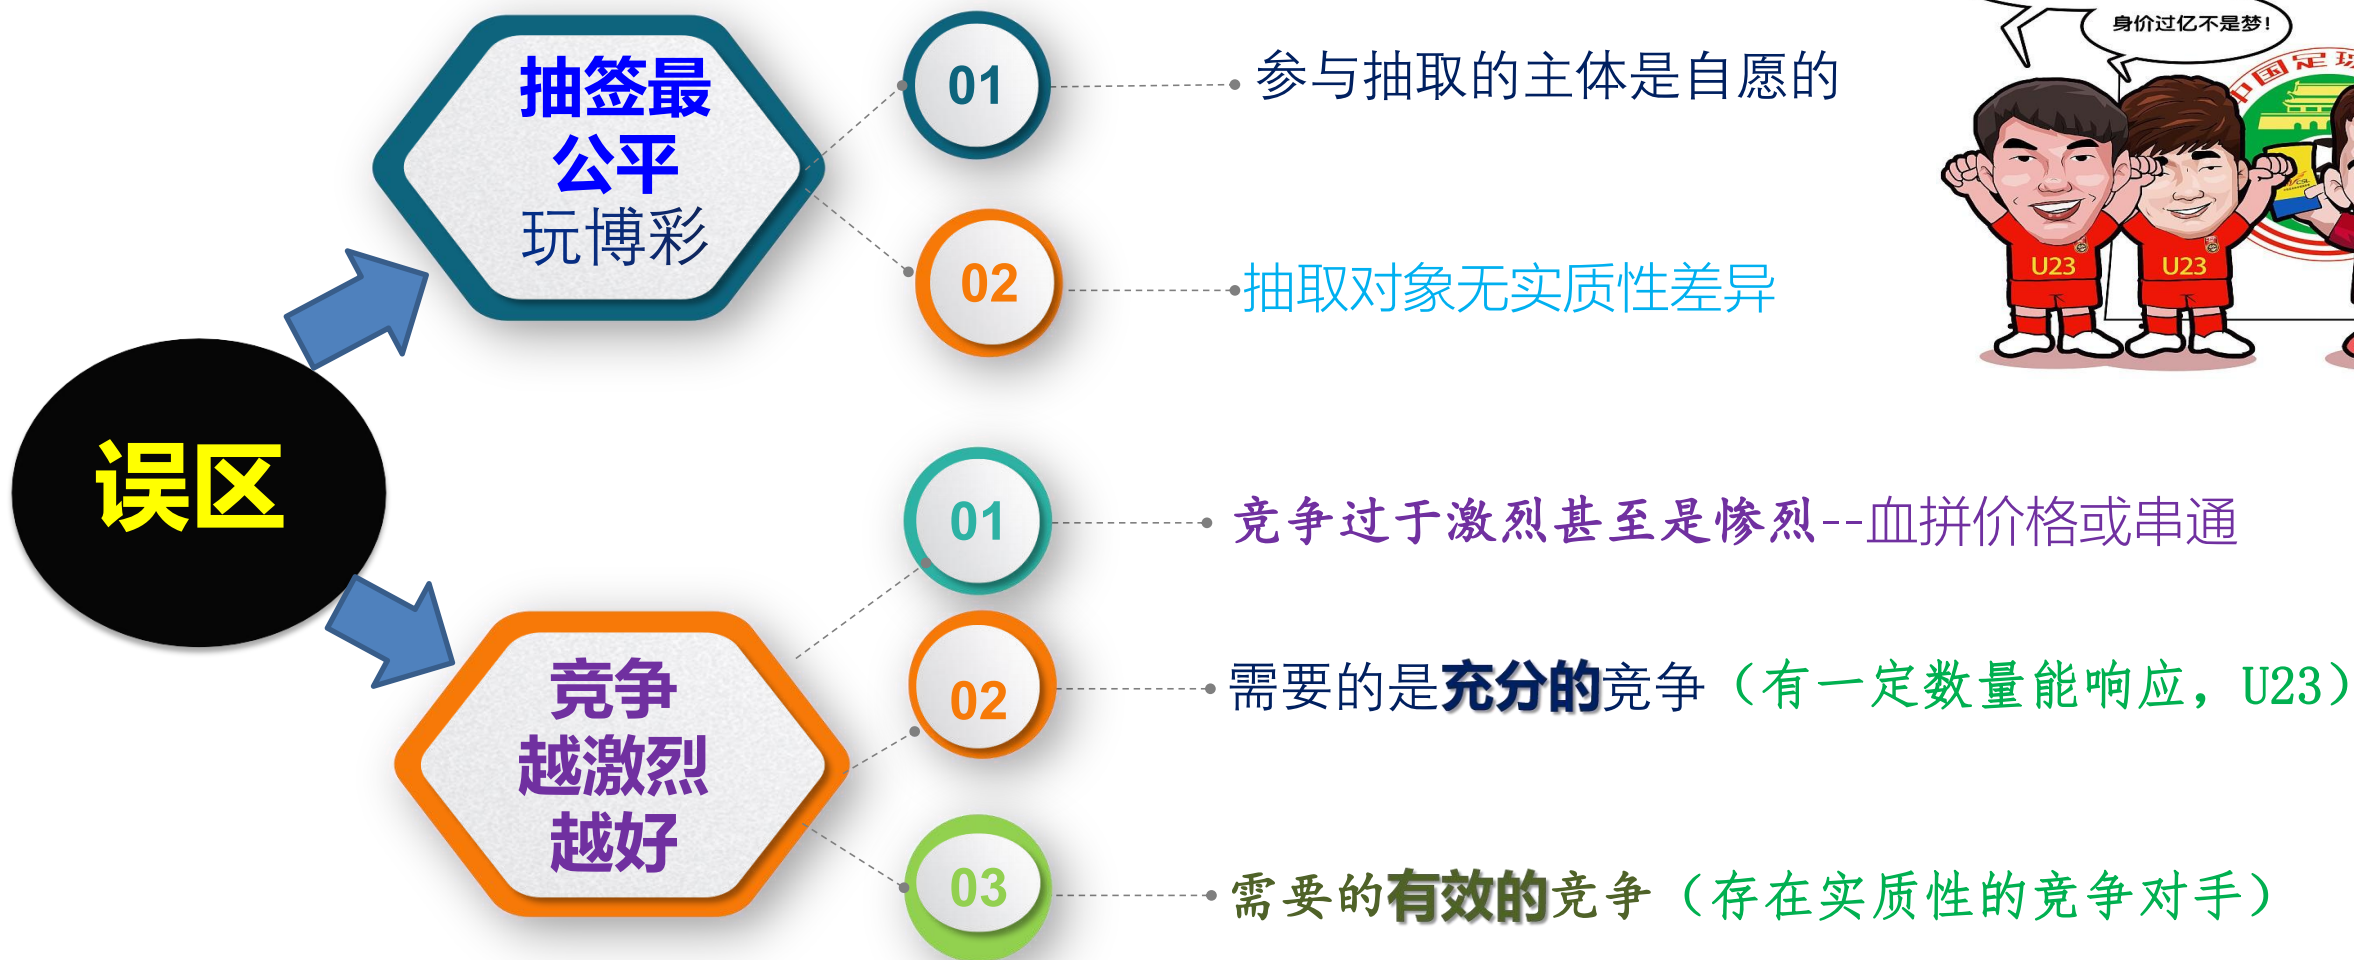 身价过亿不是梦!
中国足球
抽签最
公平
玩博彩
01
参与抽取的主体是自愿的
02
抽取对象无实质性差异
U23
U23
误区
竞争
越激烈
越好
01
竞争过于激烈甚至是惨烈--血拼价格或串通
02
需要的是充分的竞争（有一定数量能响应，U23）
03
需要的有效的竞争（存在实质性的竞争对手）